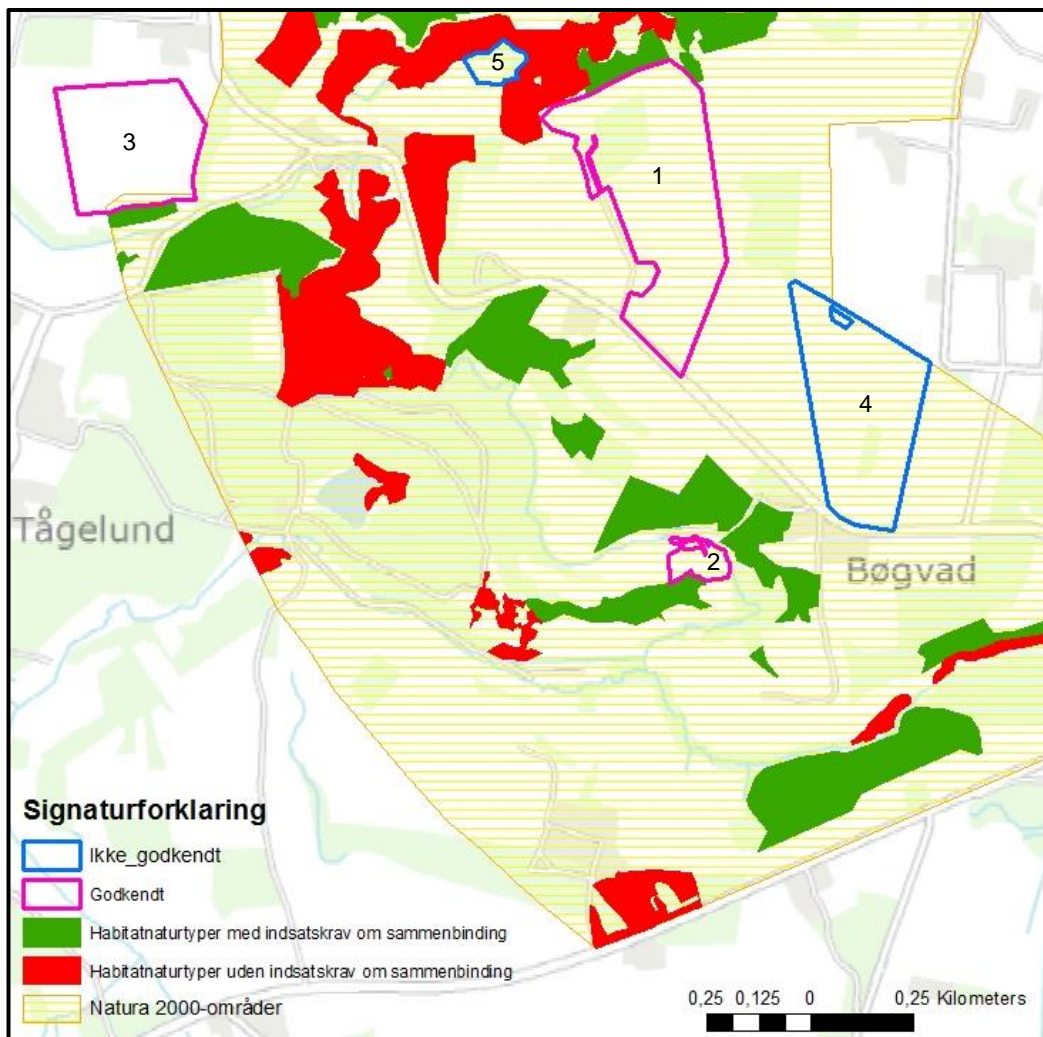 5
3
1
4
Tågelund
2
Bøgvad
Signaturforklaring
Ikke_godkendt
Godkendt
Habitatnaturtyper med indsatskrav om sammenbinding
Habitatnaturtyper uden indsatskrav om sammenbinding
Natura 2000-områder
0,25 0,125 0 0,25 Kilometers